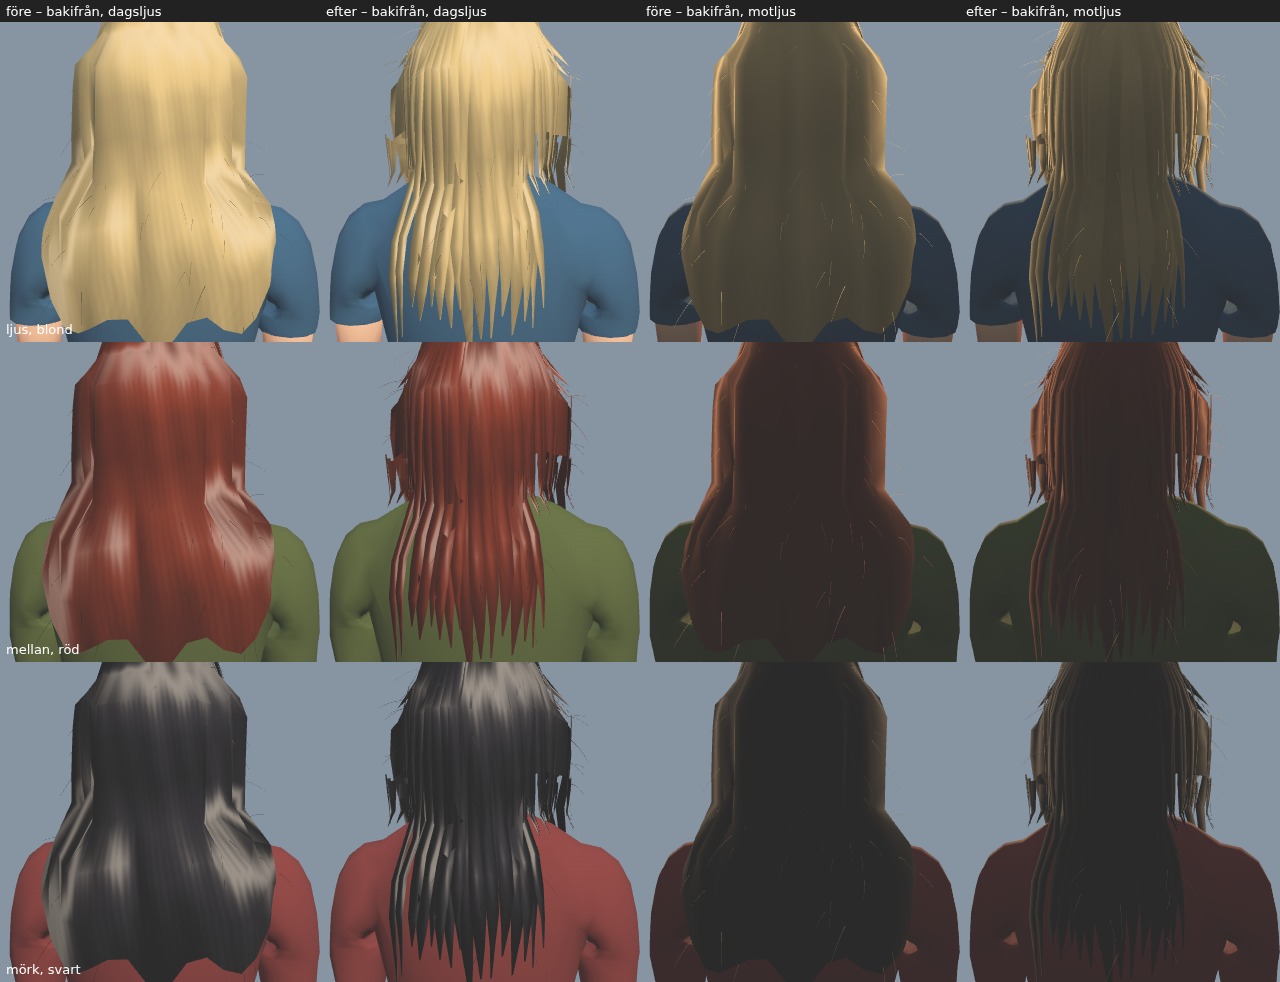 före – bakifrån, dagsljus
efter – bakifrån, dagsljus
före – bakifrån, motljus
efter – bakifrån, motljus
ljus, blond
mellan, röd
mörk, svart